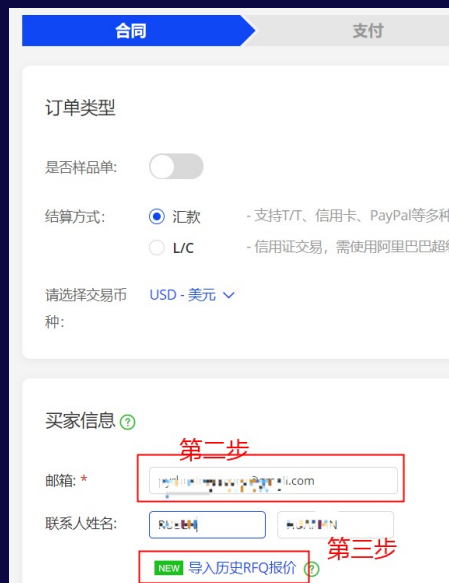 合同
支付
订单类型
是否样品单:
结算方式: 汇款 - 支持T/T、信用卡、PayPal等多种
L/C - 信用证交易，需使用阿里巴巴超
请选择交易币种: USD - 美元
买家信息 ?
第二步
邮箱: * .com
联系人姓名:
第三步
NEW 导入历史RFQ报价 ?